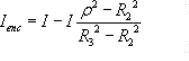 I_enc = I − I (ρ² − R₂²) / (R₃² − R₂²)